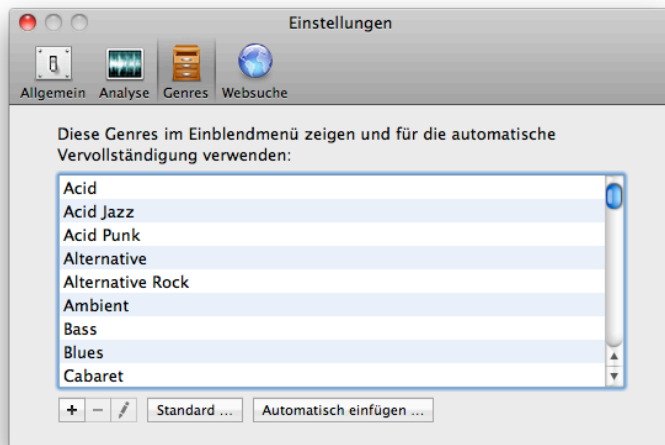 Einstellungen
Allgemein Analyse Genres Websuche
Diese Genres im Einblendmenü zeigen und für die automatische
Vervollständigung verwenden:
Acid
Acid Jazz
Acid Punk
Alternative
Alternative Rock
Ambient
Bass
Blues
Cabaret
+ − Standard ... Automatisch einfügen ...